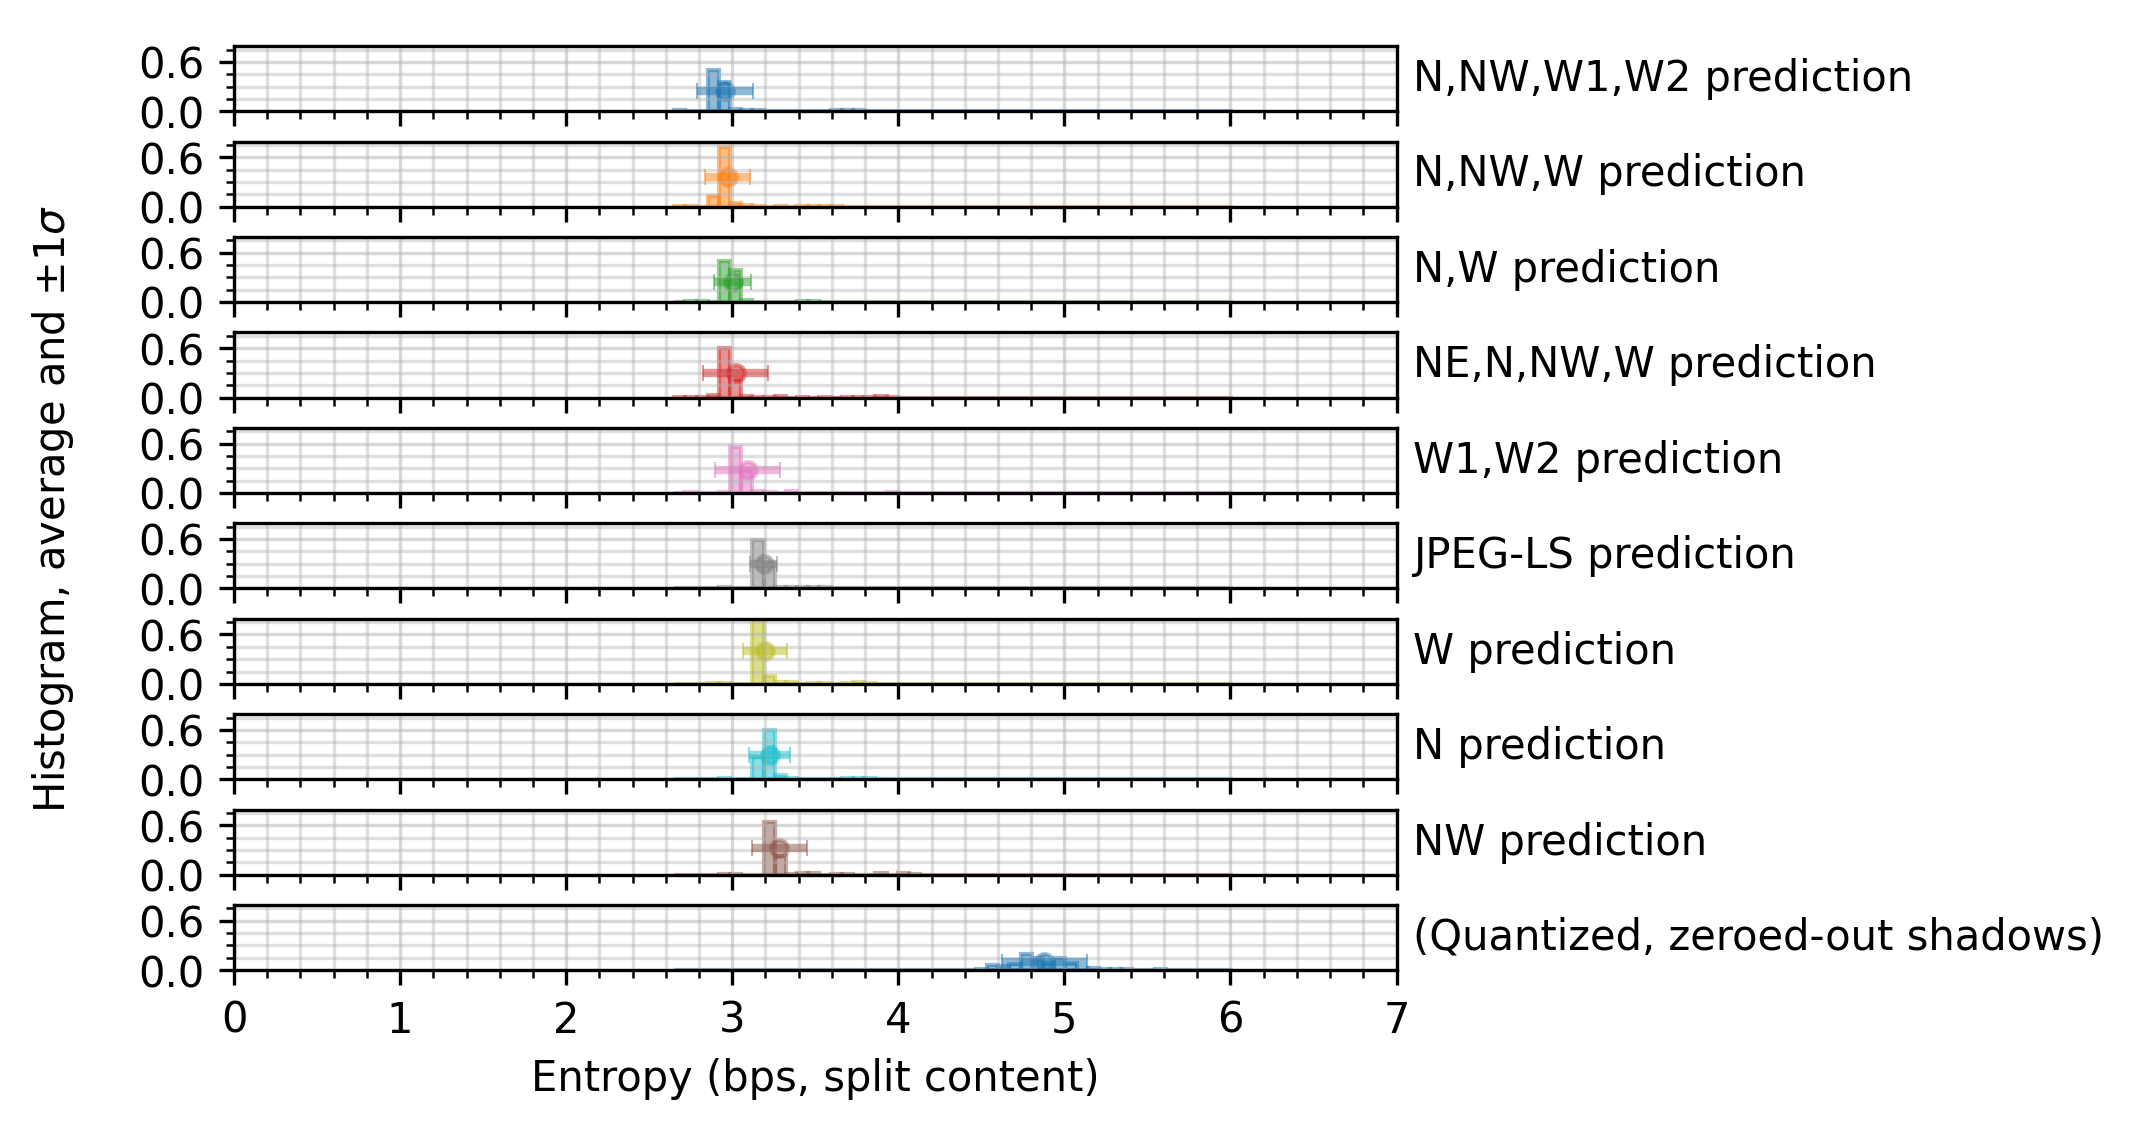 Histogram, average and ±1σ
0.6
0.0
N,NW,W1,W2 prediction
0.6
0.0
N,NW,W prediction
0.6
0.0
N,W prediction
0.6
0.0
NE,N,NW,W prediction
0.6
0.0
W1,W2 prediction
0.6
0.0
JPEG-LS prediction
0.6
0.0
W prediction
0.6
0.0
N prediction
0.6
0.0
NW prediction
0.6
0.0
(Quantized, zeroed-out shadows)
0 1 2 3 4 5 6 7
Entropy (bps, split content)